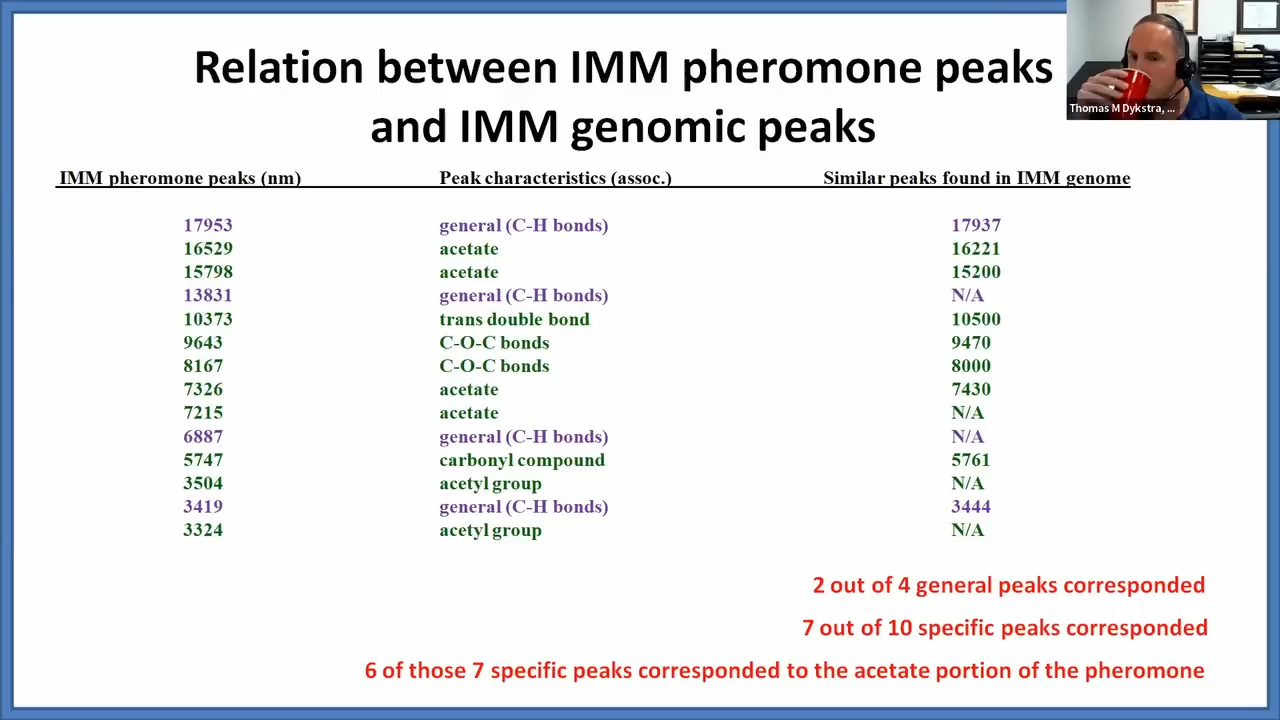 Relation between IMM pheromone peaks
and IMM genomic peaks
Thomas M Dykstra, ...
IMM pheromone peaks (nm) Peak characteristics (assoc.) Similar peaks found in IMM genome
17953 general (C-H bonds) 17937
16529 acetate 16221
15798 acetate 15200
13831 general (C-H bonds) N/A
10373 trans double bond 10500
9643 C-O-C bonds 9470
8167 C-O-C bonds 8000
7326 acetate 7430
7215 acetate N/A
6887 general (C-H bonds) N/A
5747 carbonyl compound 5761
3504 acetyl group N/A
3419 general (C-H bonds) 3444
3324 acetyl group N/A
2 out of 4 general peaks corresponded
7 out of 10 specific peaks corresponded
6 of those 7 specific peaks corresponded to the acetate portion of the pheromone